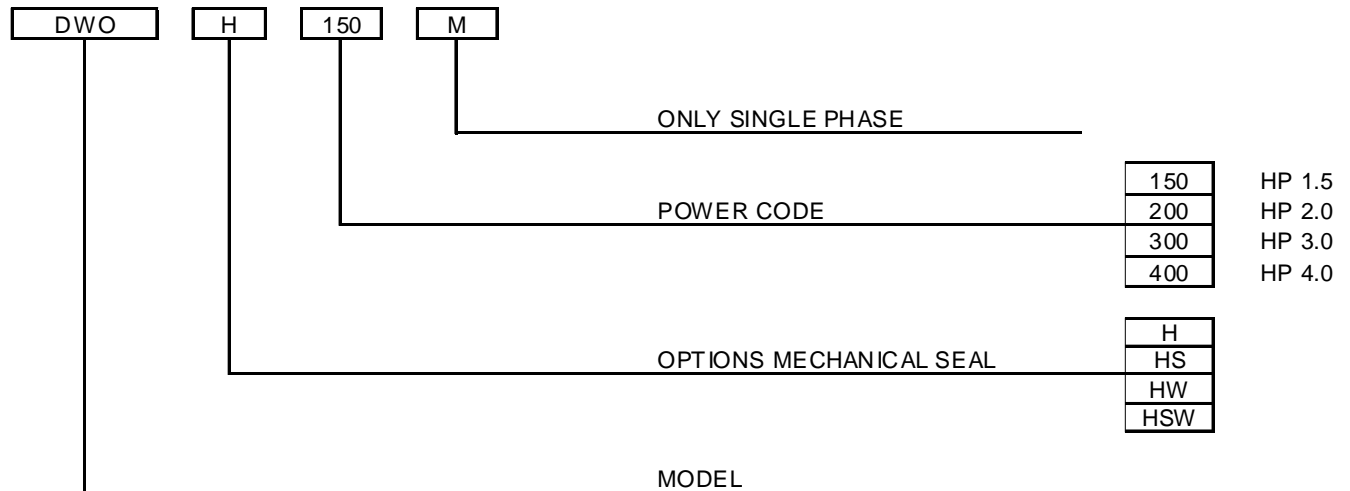 DWO H 150 M
ONLY SINGLE PHASE
150 HP 1.5
POWER CODE 200 HP 2.0
300 HP 3.0
400 HP 4.0
H
OPTIONS MECHANICAL SEAL HS
HW
HSW
MODEL